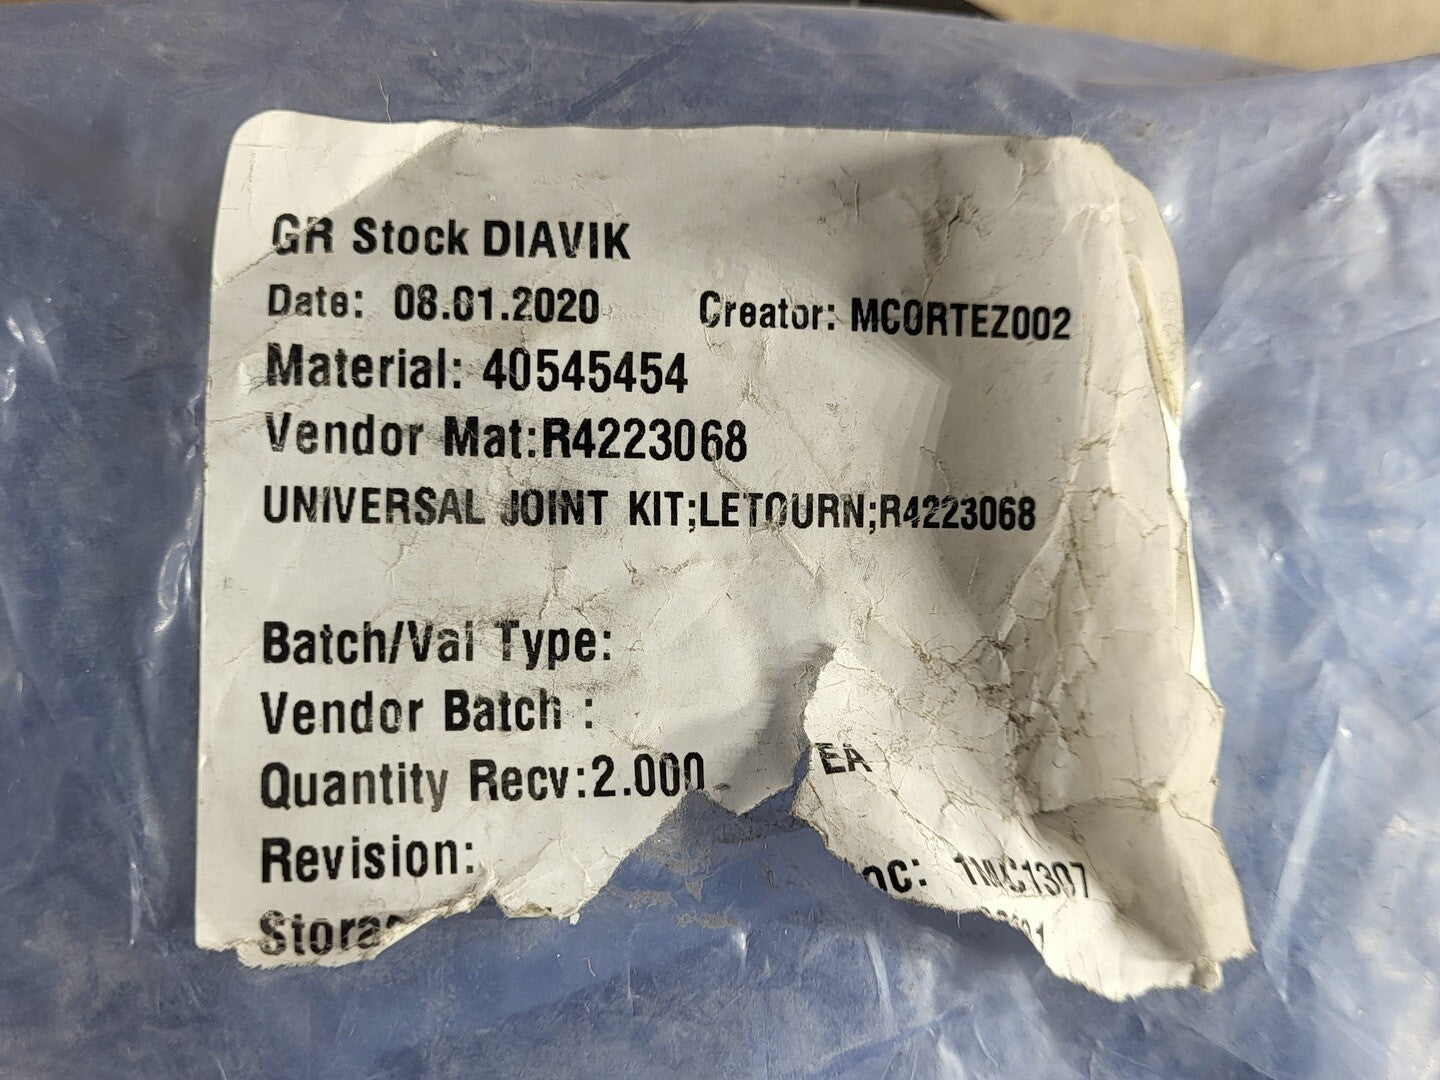 GR Stock DIAVIK
Date: 08.01.2020 Creator: MCORTEZ002
Material: 40545454
Vendor Mat:R4223068
UNIVERSAL JOINT KIT;LETOURN;R4223068
Batch/Val Type:
Vendor Batch :
Quantity Recv:2.000 EA
Revision: